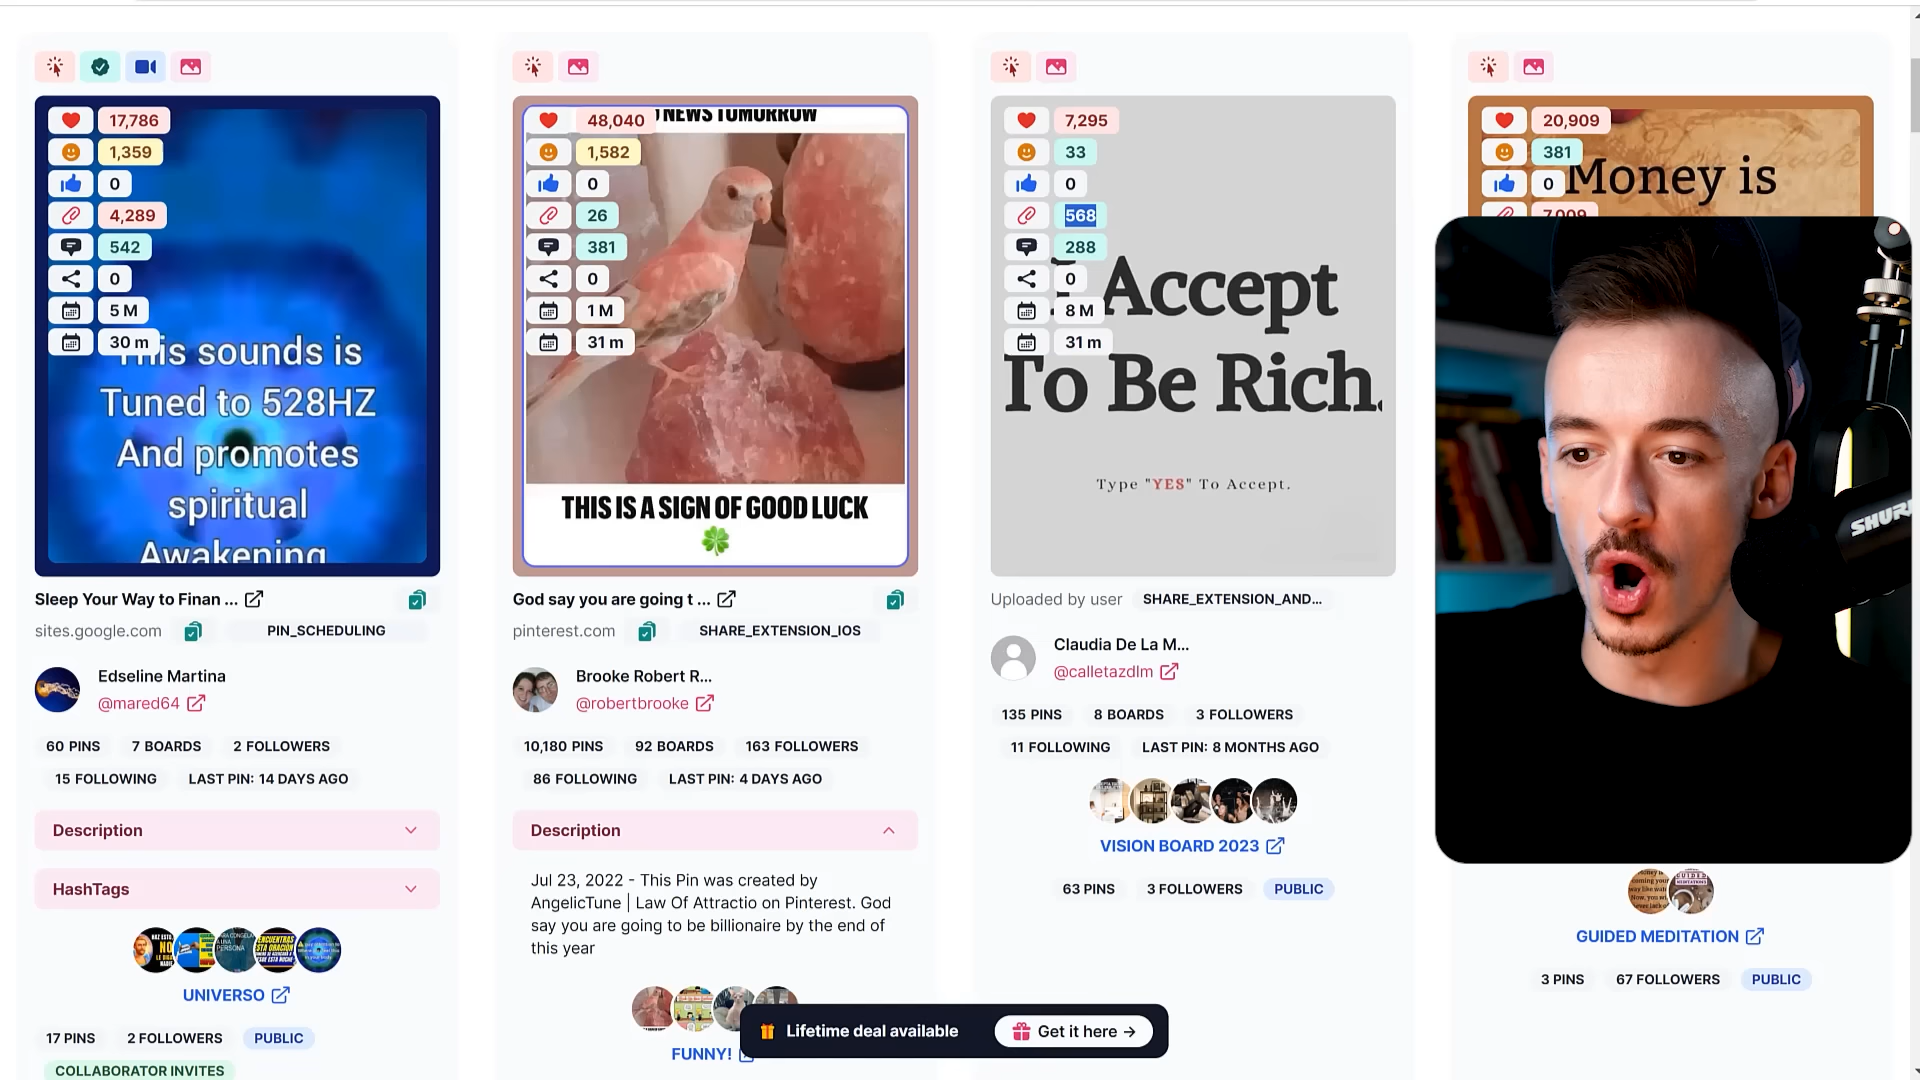 17,786
1,359
0
4,289
542
0
5 M
30 m
This sounds is
Tuned to 528HZ
And promotes
spiritual
Awakening
Sleep Your Way to Finan ...
sites.google.com PIN_SCHEDULING
Edseline Martina
@mared64
60 PINS 7 BOARDS 2 FOLLOWERS
15 FOLLOWING LAST PIN: 14 DAYS AGO
Description
HashTags
UNIVERSO
17 PINS 2 FOLLOWERS PUBLIC
COLLABORATOR INVITES
NEWS TOMORROW
48,040
1,582
0
26
381
0
1 M
31 m
THIS IS A SIGN OF GOOD LUCK
God say you are going t ...
pinterest.com SHARE_EXTENSION_IOS
Brooke Robert R...
@robertbrooke
10,180 PINS 92 BOARDS 163 FOLLOWERS
86 FOLLOWING LAST PIN: 4 DAYS AGO
Description
Jul 23, 2022 - This Pin was created by
AngelicTune | Law Of Attractio on Pinterest. God
say you are going to be billionaire by the end of
this year
FUNNY!
7,295
33
0
568
288
0
8 M
31 m
I Accept
To Be Rich.
Type "YES" To Accept.
Uploaded by user SHARE_EXTENSION_AND...
Claudia De La M...
@calletazdlm
135 PINS 8 BOARDS 3 FOLLOWERS
11 FOLLOWING LAST PIN: 8 MONTHS AGO
VISION BOARD 2023
63 PINS 3 FOLLOWERS PUBLIC
20,909
381
0
7,009
Money is
SHURE
GUIDED MEDITATION
3 PINS 67 FOLLOWERS PUBLIC
Lifetime deal available Get it here →